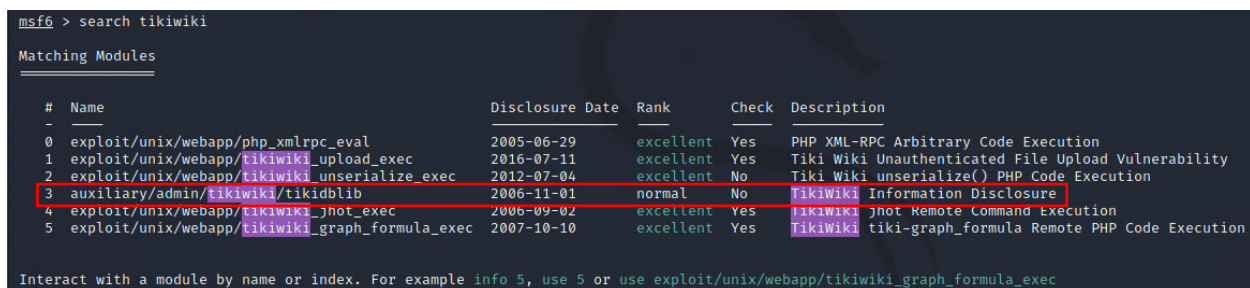 msf6 > search tikiwiki
Matching Modules
# Name Disclosure Date Rank Check Description
0 exploit/unix/webapp/php_xmlrpc_eval 2005-06-29 excellent Yes PHP XML-RPC Arbitrary Code Execution
1 exploit/unix/webapp/tikiwiki_upload_exec 2016-07-11 excellent Yes Tiki Wiki Unauthenticated File Upload Vulnerability
2 exploit/unix/webapp/tikiwiki_unserialize_exec 2012-07-04 excellent No Tiki Wiki unserialize() PHP Code Execution
3 auxiliary/admin/tikiwiki/tikidblib 2006-11-01 normal No TikiWiki Information Disclosure
4 exploit/unix/webapp/tikiwiki_jhot_exec 2006-09-02 excellent Yes TikiWiki jhot Remote Command Execution
5 exploit/unix/webapp/tikiwiki_graph_formula_exec 2007-10-10 excellent Yes TikiWiki tiki-graph_formula Remote PHP Code Execution
Interact with a module by name or index. For example info 5, use 5 or use exploit/unix/webapp/tikiwiki_graph_formula_exec